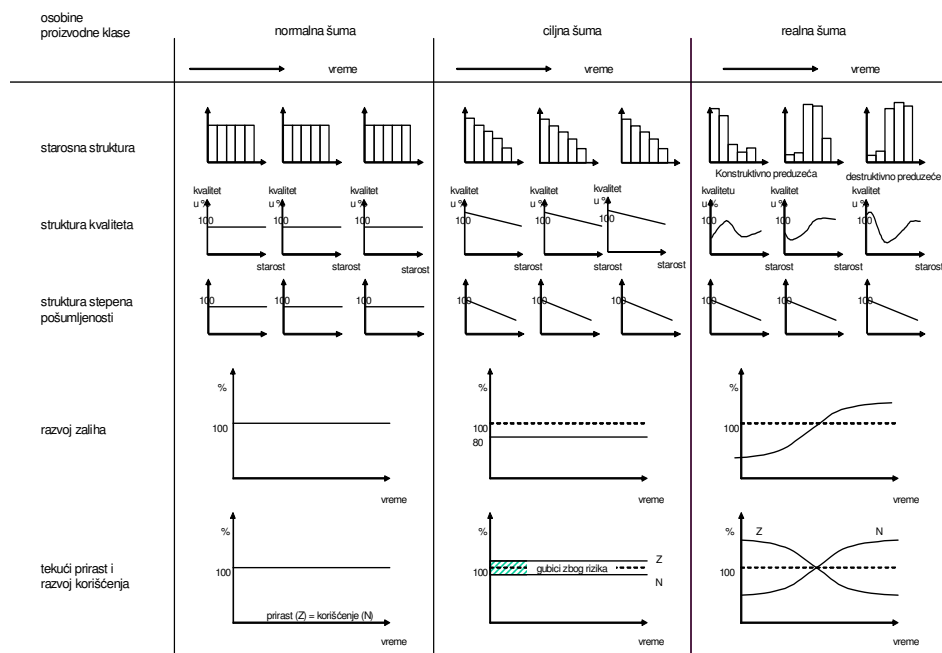 osobine
proizvodne klase
normalna šuma
ciljna šuma
realna šuma
vreme
vreme
vreme
starosna struktura
Konstruktivno preduzeća
destruktivno preduzeće
struktura kvaliteta
kvalitet
u %
100
starost
kvalitet
u %
100
starost
kvalitet
u %
100
starost
kvalitet
u %
100
starost
kvalitet
u %
100
starost
kvalitet
u %
100
starost
kvalitetu
u %
100
starost
kvalitet
u %
100
starost
kvalitet
u %
100
starost
struktura stepena
pošumljenosti
100
100
100
100
100
100
100
100
100
razvoj zaliha
%
100
vreme
%
100
80
vreme
%
100
vreme
tekući prirast i
razvoj korišćenja
%
100
prirast (Z) = korišćenje (N)
vreme
%
100
gubici zbog rizika
Z
N
vreme
%
Z
N
100
vreme